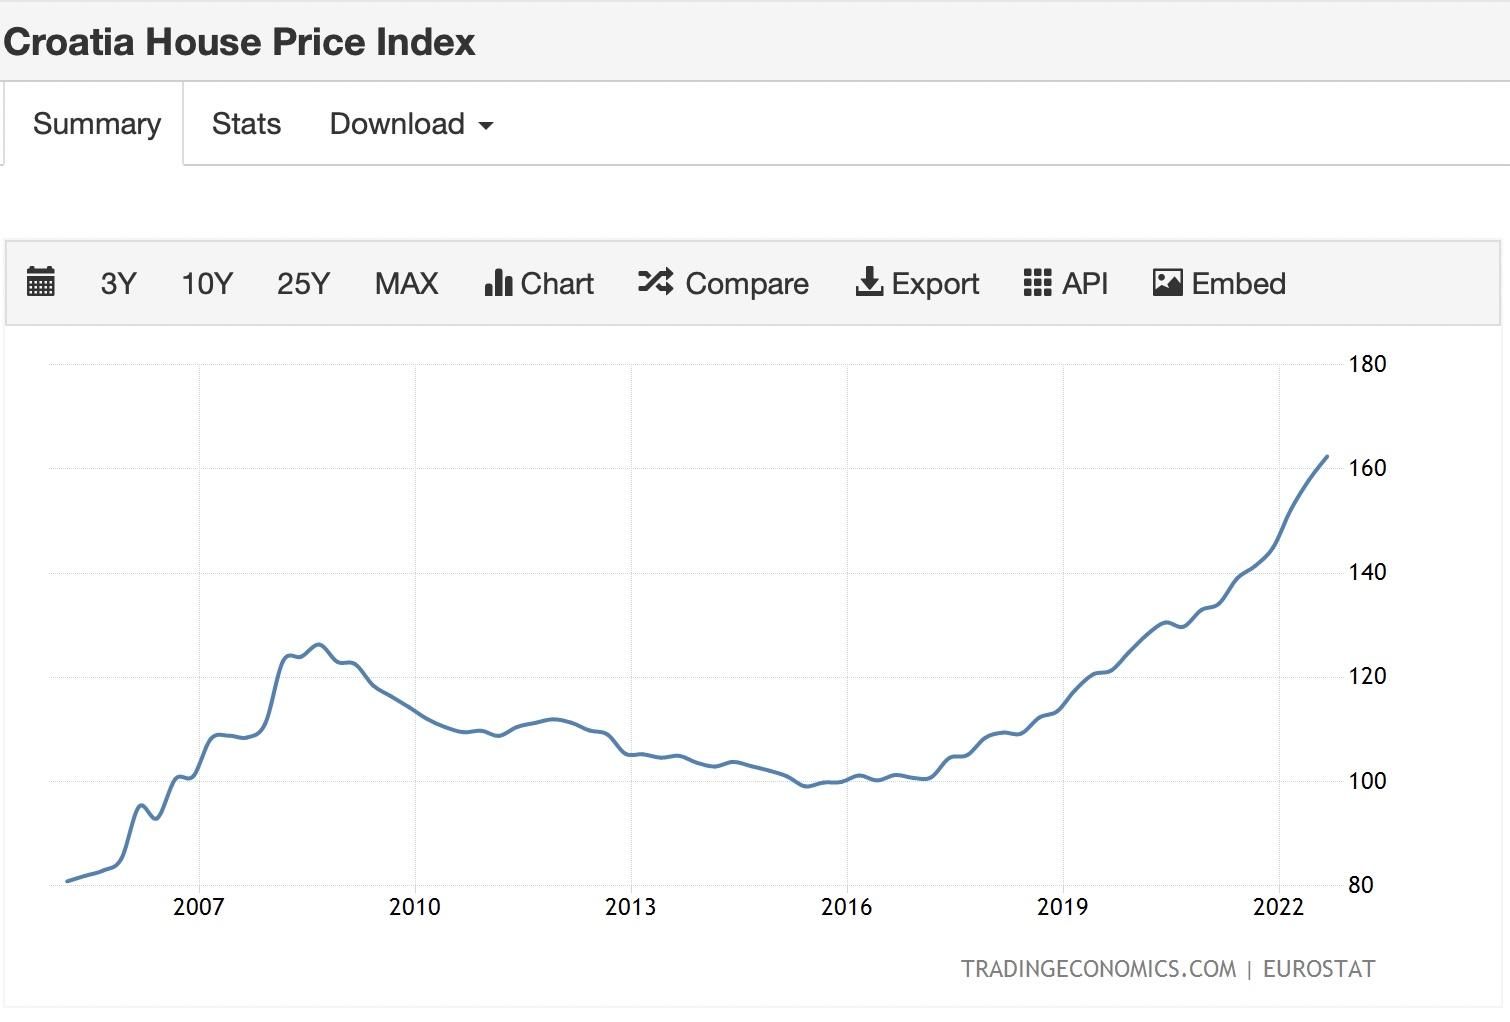 Croatia House Price Index
Summary Stats Download
3Y 10Y 25Y MAX Chart Compare Export API Embed
180
160
140
120
100
80
2007 2010 2013 2016 2019 2022
TRADINGECONOMICS.COM | EUROSTAT